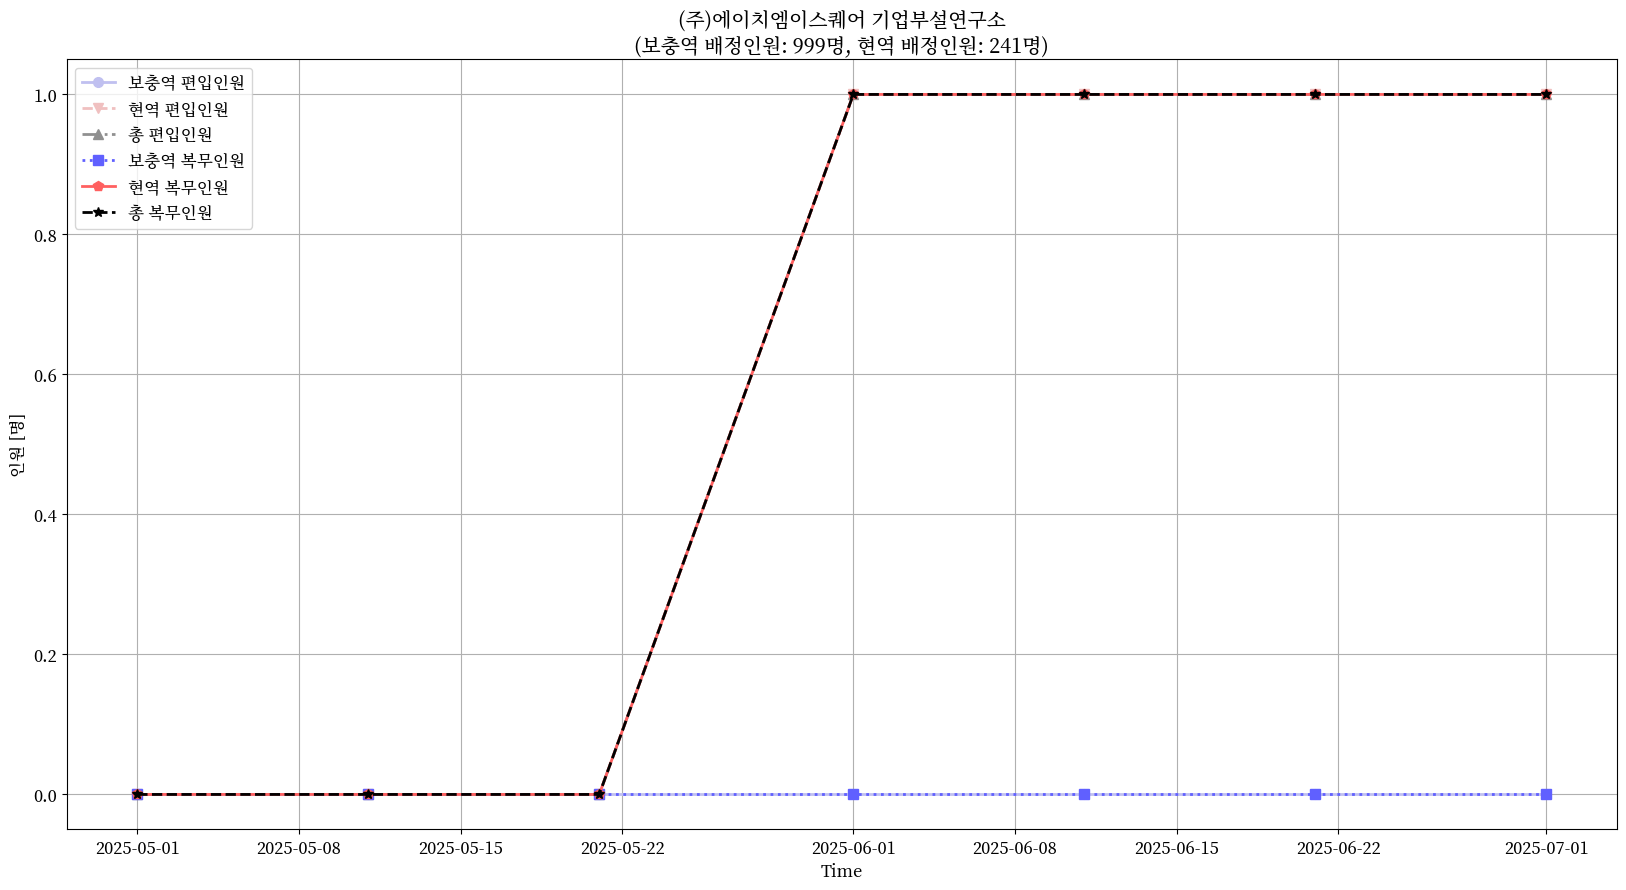 (주)에이치엠이스퀘어 기업부설연구소
(보충역 배정인원: 999명, 현역 배정인원: 241명)
보충역 편입인원
현역 편입인원
총 편입인원
보충역 복무인원
현역 복무인원
총 복무인원
1.0
0.8
0.6
0.4
0.2
0.0
인원 [명]
2025-05-01
2025-05-08
2025-05-15
2025-05-22
2025-06-01
2025-06-08
2025-06-15
2025-06-22
2025-07-01
Time